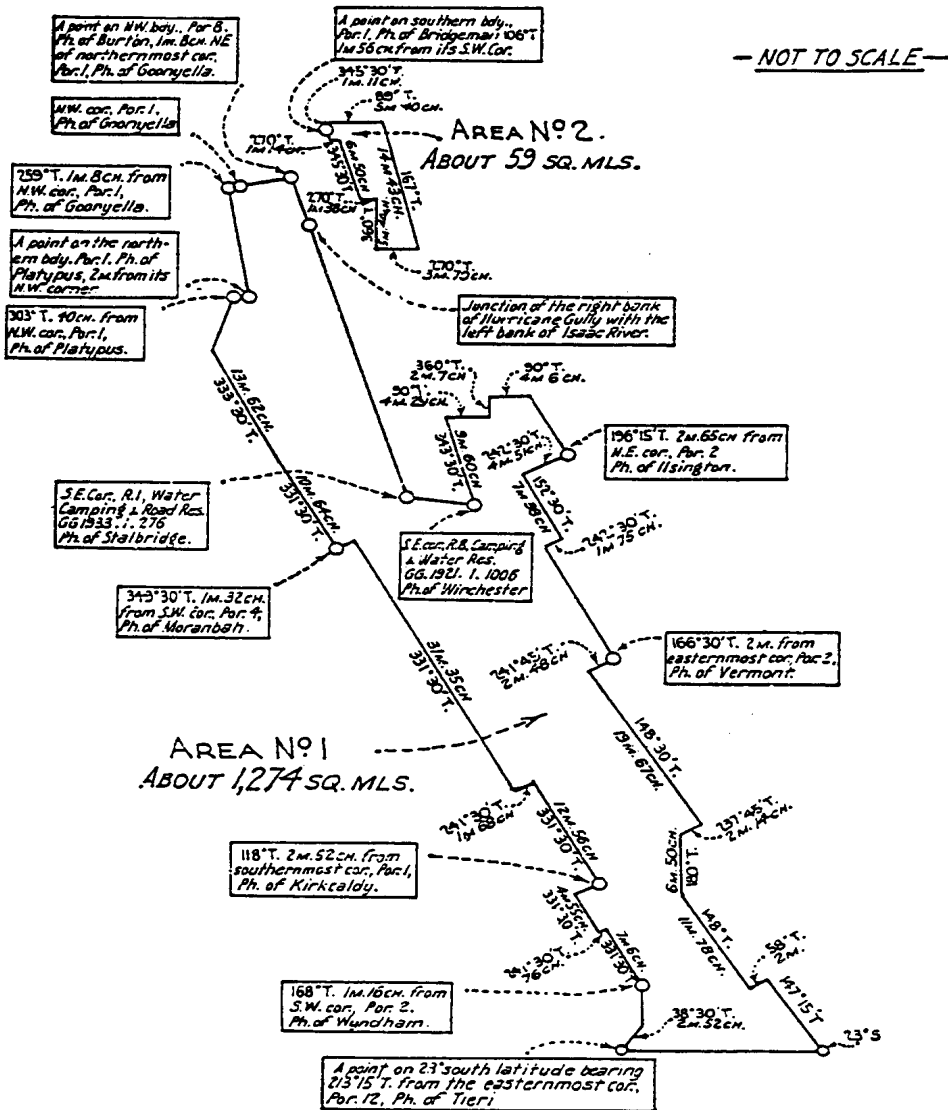 A point on N.W. bdy., Por 8.
Ph. of Burton, 1m. 8ch. NE
of northernmost cor.,
Por. 1, Ph. of Goonyella.
A point on southern bdy.,
Por. 1, Ph. of Bridgeman 106°T.
1m 56ch from its S.W. Cor.
— NOT TO SCALE —
345°30'T.
1m. 11ch.
89°T.
5m 40ch.
N.W. cor., Por. 1,
Ph. of Goonyella
AREA Nº 2.
ABOUT 59 SQ. MLS.
270°T.
345°30'T.
6m 50ch
14m 43ch.
167°T.
259°T. 1m. 8ch. from
N.W. cor., Por. 1,
Ph. of Goonyella.
270°T.
1m. 38ch
360°T.
A point on the north-
ern bdy. Por. 1. Ph. of
Platypus, 2m from its
N.W. corner
270°T.
3m. 73ch.
303°T. 40ch. from
N.W. cor., Por. 1,
Ph. of Platypus.
Junction of the right bank
of Hurricane Gully with the
left bank of Isaac River.
360°T.
2m. 7ch
90°T.
4m 6ch.
90°T.
4m. 29ch.
13m. 62ch.
333°30'T.
9m 60ch
343°30'T.
242°30'T.
4m. 51ch
196°15'T. 2m. 65ch from
N.E. cor., Por. 2
Ph. of Ilsington.
152°30'T.
7m 38ch
S.E. Cor., R.1, Water
Camping & Road Res.
GG 1933. i. 276
Ph. of Stalbridge.
10m. 64ch.
331°30'T.
242°30'T.
1m 75ch
S.E. cor., R.8, Camping
& Water Res.
GG. 1921. 1. 1006
Ph. of Winchester
343°30'T. 1m. 32ch.
from S.W. cor., Por. 4,
Ph. of Moranbah.
166°30'T. 2m. from
easternmost cor., Por. 2,
Ph. of Vermont.
31m. 35ch
331°30'T.
241°45'T.
2m. 48ch
AREA Nº 1
ABOUT 1,274 SQ. MLS.
148°30'T.
19m. 67ch.
241°30'T.
1m 68ch
12m 56ch
331°30'T.
237°45'T.
2m. 14ch.
118°T. 2m. 52ch. from
southernmost cor., Por. 1,
Ph. of Kirkcaldy.
6m. 50ch.
180°T.
4m 55ch.
331°30'T.
148°T.
11m. 78ch.
241°30'T.
76ch.
7m 6ch.
331°30'T
58°T.
2m.
147°15'T
168°T. 1m. 16ch. from
S.W. cor., Por. 2.
Ph. of Wyndham.
38°30'T.
2m. 52ch.
23°S
A point on 23° south latitude bearing
213°15'T. from the easternmost cor.,
Por. 12, Ph. of Tieri